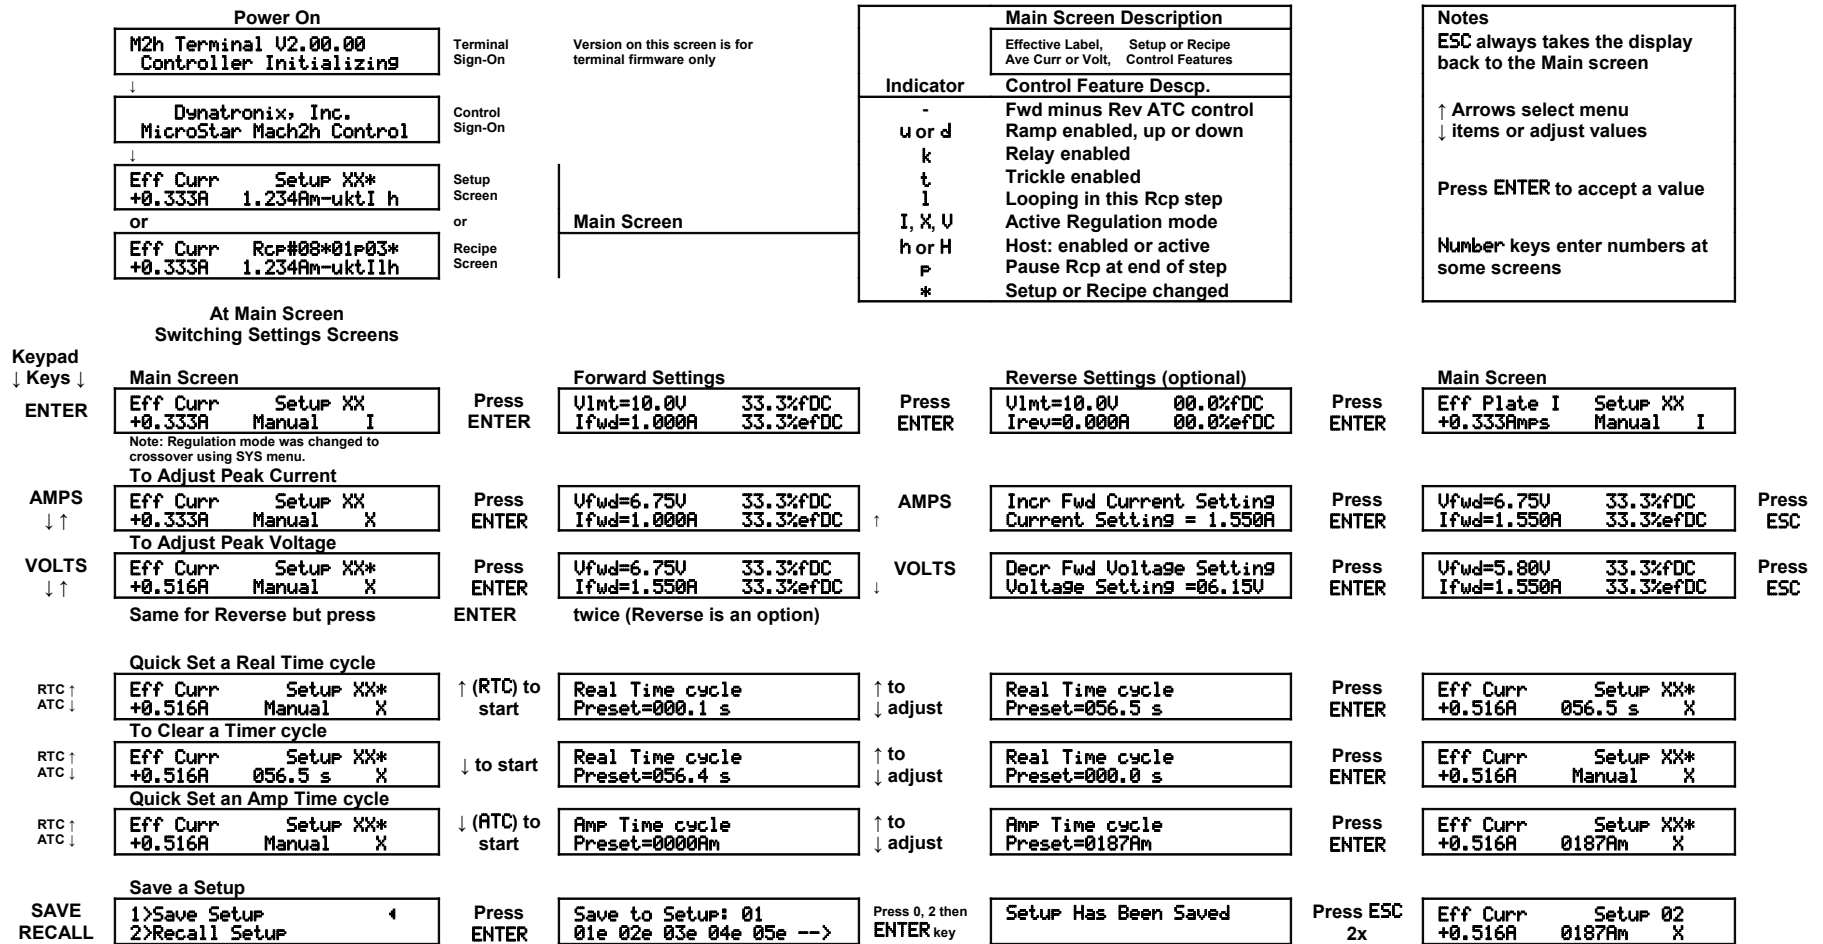 Power On
M2h Terminal V2.00.00
Controller Initializing
Terminal
Sign-On
Version on this screen is for
terminal firmware only
↓
Dynatronix, Inc.
MicroStar Mach2h Control
Control
Sign-On
↓
Eff Curr Setup XX*
+0.333A 1.234Am-uktI h
Setup
Screen
or or Main Screen
Eff Curr Rcp#08*01p03*
+0.333A 1.234Am-uktIlh
Recipe
Screen
Main Screen Description
Effective Label, Setup or Recipe
Ave Curr or Volt, Control Features
Indicator Control Feature Descp.
- Fwd minus Rev ATC control
u or d Ramp enabled, up or down
k Relay enabled
t Trickle enabled
l Looping in this Rcp step
I, X, V Active Regulation mode
h or H Host: enabled or active
p Pause Rcp at end of step
* Setup or Recipe changed
Notes
ESC always takes the display
back to the Main screen
↑ Arrows select menu
↓ items or adjust values
Press ENTER to accept a value
Number keys enter numbers at
some screens
At Main Screen
Switching Settings Screens
Keypad
↓ Keys ↓
Main Screen Forward Settings Reverse Settings (optional) Main Screen
ENTER
Eff Curr Setup XX
+0.333A Manual I
Press
ENTER
Vlmt=10.0V 33.3%fDC
Ifwd=1.000A 33.3%efDC
Press
ENTER
Vlmt=10.0V 00.0%fDC
Irev=0.000A 00.0%efDC
Press
ENTER
Eff Plate I Setup XX
+0.333Amps Manual I
Note: Regulation mode was changed to
crossover using SYS menu.
To Adjust Peak Current
AMPS
↓ ↑
Eff Curr Setup XX
+0.333A Manual X
Press
ENTER
Vfwd=6.75V 33.3%fDC
Ifwd=1.000A 33.3%efDC
AMPS
↑
Incr Fwd Current Setting
Current Setting = 1.550A
Press
ENTER
Vfwd=6.75V 33.3%fDC
Ifwd=1.550A 33.3%efDC
Press
ESC
To Adjust Peak Voltage
VOLTS
↓ ↑
Eff Curr Setup XX*
+0.516A Manual X
Press
ENTER
Vfwd=6.75V 33.3%fDC
Ifwd=1.550A 33.3%efDC
VOLTS
↓
Decr Fwd Voltage Setting
Voltage Setting =06.15V
Press
ENTER
Vfwd=5.80V 33.3%fDC
Ifwd=1.550A 33.3%efDC
Press
ESC
Same for Reverse but press ENTER twice (Reverse is an option)
Quick Set a Real Time cycle
RTC ↑
ATC ↓
Eff Curr Setup XX*
+0.516A Manual X
↑ (RTC) to
start
Real Time cycle
Preset=000.1 s
↑ to
↓ adjust
Real Time cycle
Preset=056.5 s
Press
ENTER
Eff Curr Setup XX*
+0.516A 056.5 s X
To Clear a Timer cycle
RTC ↑
ATC ↓
Eff Curr Setup XX*
+0.516A 056.5 s X
↓ to start
Real Time cycle
Preset=056.4 s
↑ to
↓ adjust
Real Time cycle
Preset=000.0 s
Press
ENTER
Eff Curr Setup XX*
+0.516A Manual X
Quick Set an Amp Time cycle
RTC ↑
ATC ↓
Eff Curr Setup XX*
+0.516A Manual X
↓ (ATC) to
start
Amp Time cycle
Preset=0000Am
↑ to
↓ adjust
Amp Time cycle
Preset=0187Am
Press
ENTER
Eff Curr Setup XX*
+0.516A 0187Am X
Save a Setup
SAVE
RECALL
1>Save Setup
2>Recall Setup
Press
ENTER
Save to Setup: 01
01e 02e 03e 04e 05e -->
Press 0, 2 then
ENTER key
Setup Has Been Saved
Press ESC
2x
Eff Curr Setup 02
+0.516A 0187Am X